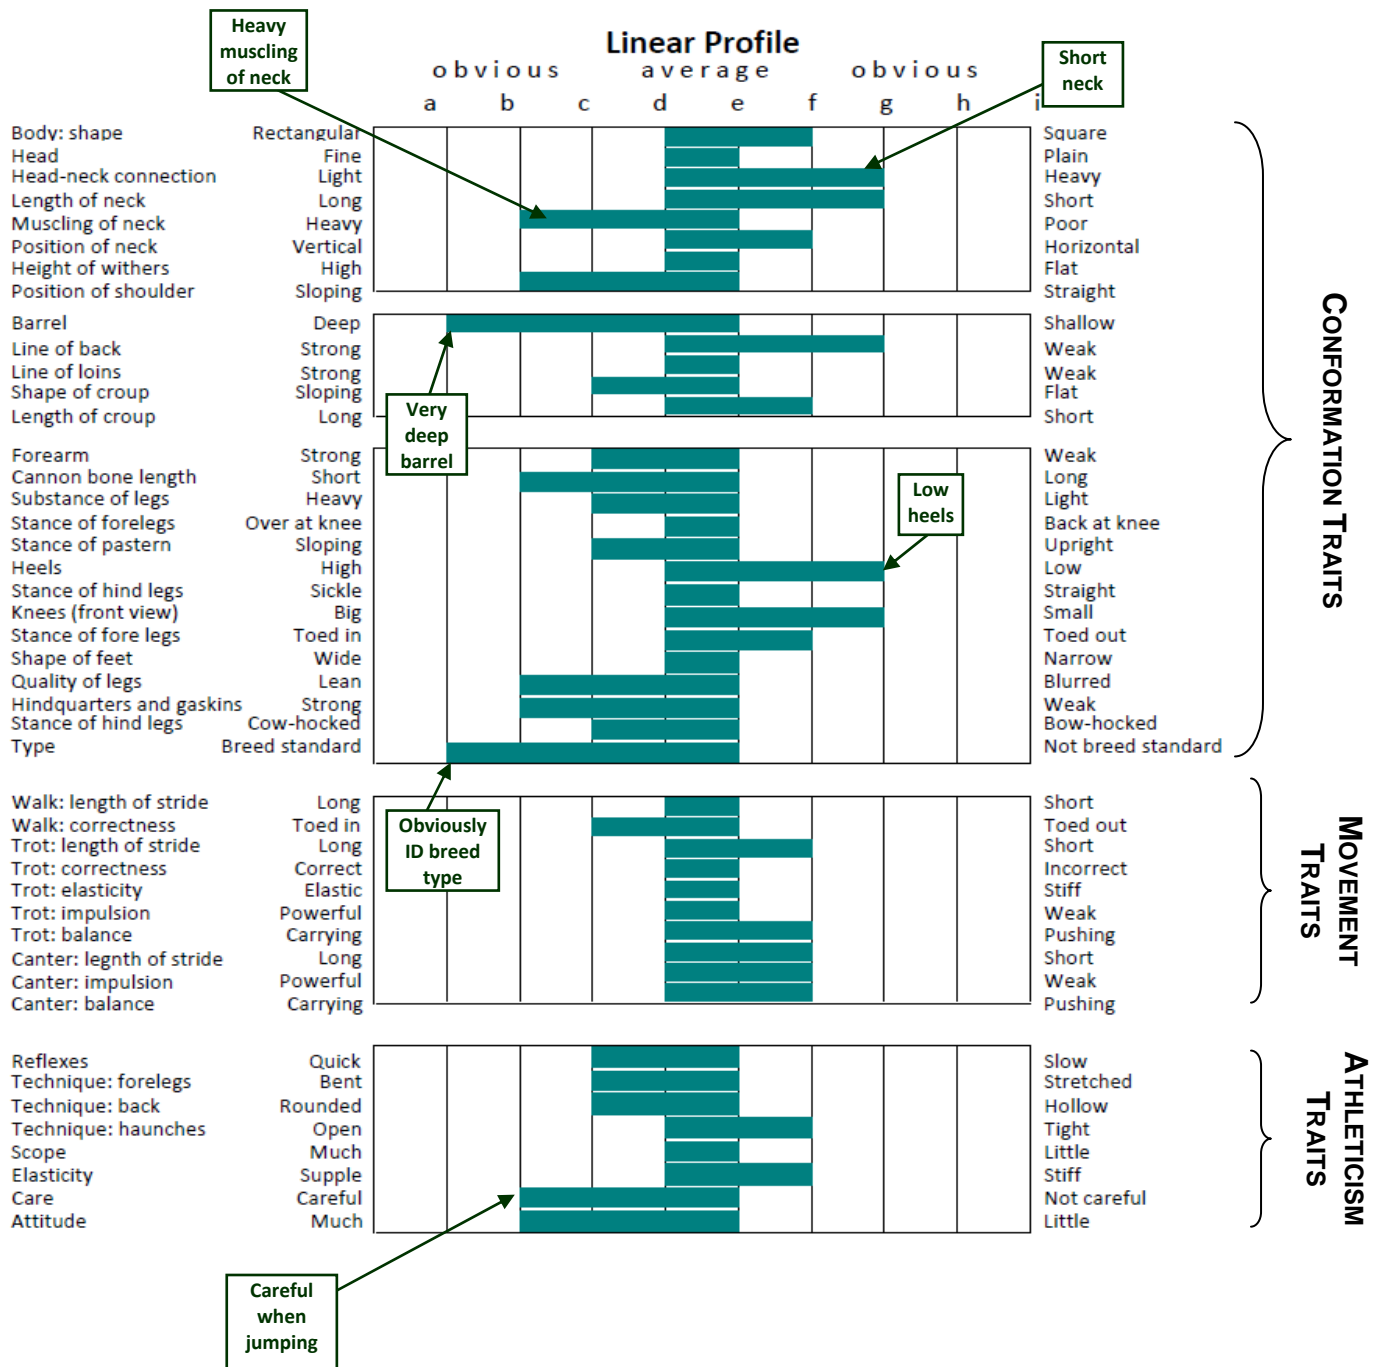 Heavy
muscling
of neck
Linear Profile
obvious average obvious
Short
neck
a b c d e f g h i
Body: shape Rectangular Square
Head Fine Plain
Head-neck connection Light Heavy
Length of neck Long Short
Muscling of neck Heavy Poor
Position of neck Vertical Horizontal
Height of withers High Flat
Position of shoulder Sloping Straight
Barrel Deep Shallow
Line of back Strong Weak
Line of loins Strong Weak
Shape of croup Sloping Flat
Length of croup Long Short
Very
deep
barrel
Forearm Strong Weak
Cannon bone length Short Long
Substance of legs Heavy Light
Stance of forelegs Over at knee Back at knee
Stance of pastern Sloping Upright
Heels High Low
Stance of hind legs Sickle Straight
Knees (front view) Big Small
Stance of fore legs Toed in Toed out
Shape of feet Wide Narrow
Quality of legs Lean Blurred
Hindquarters and gaskins Strong Weak
Stance of hind legs Cow-hocked Bow-hocked
Type Breed standard Not breed standard
Low
heels
CONFORMATION TRAITS
Walk: length of stride Long Short
Walk: correctness Toed in Toed out
Trot: length of stride Long Short
Trot: correctness Correct Incorrect
Trot: elasticity Elastic Stiff
Trot: impulsion Powerful Weak
Trot: balance Carrying Pushing
Canter: legnth of stride Long Short
Canter: impulsion Powerful Weak
Canter: balance Carrying Pushing
Obviously
ID breed
type
MOVEMENT
TRAITS
Reflexes Quick Slow
Technique: forelegs Bent Stretched
Technique: back Rounded Hollow
Technique: haunches Open Tight
Scope Much Little
Elasticity Supple Stiff
Care Careful Not careful
Attitude Much Little
ATHLETICISM
TRAITS
Careful
when
jumping